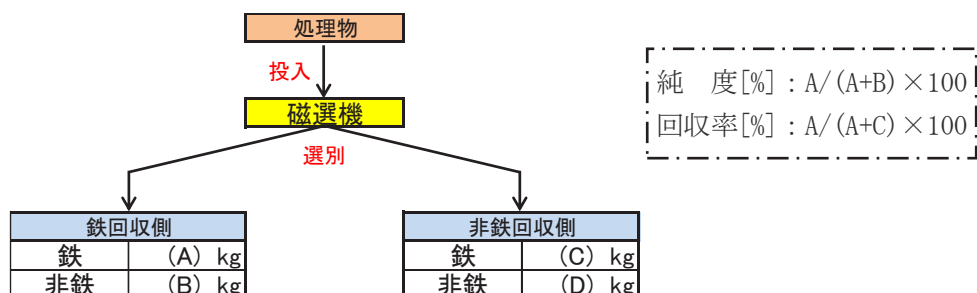 処理物
投入
磁選機
選別
純　度[%]：A/(A+B)×100
回収率[%]：A/(A+C)×100
鉄回収側
鉄 （A） kg
非鉄 （B） kg
非鉄回収側
鉄 （C） kg
非鉄 （D） kg